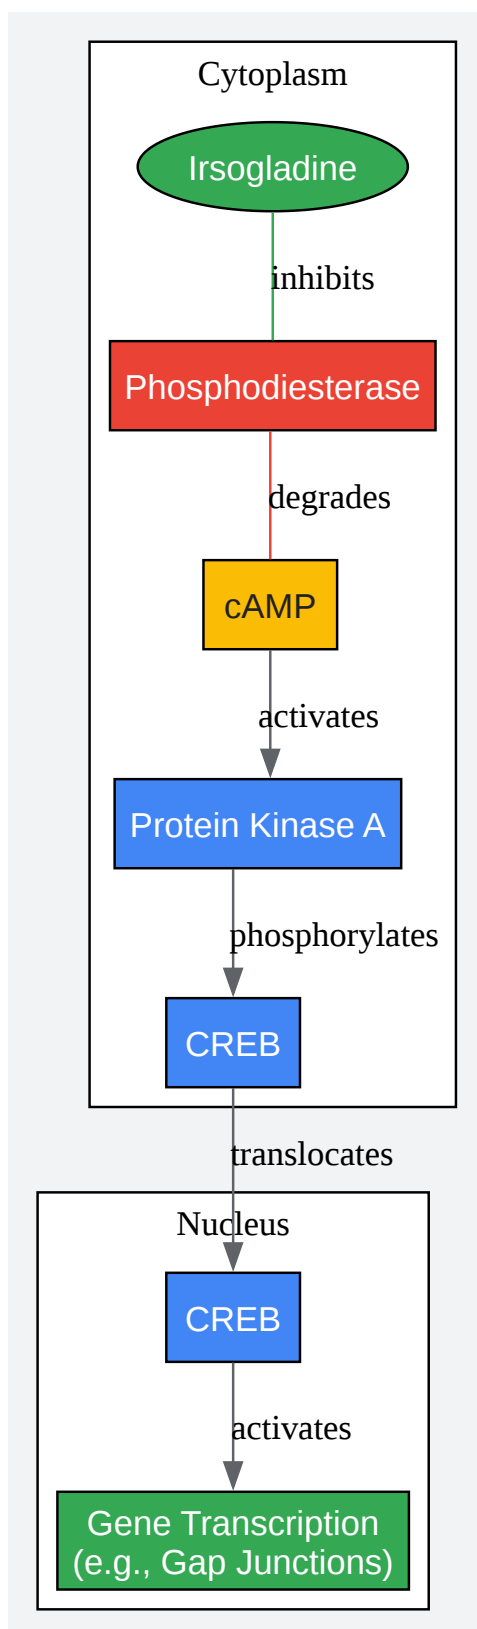 Cytoplasm
Irsogladine
inhibits
Phosphodiesterase
degrades
cAMP
activates
Protein Kinase A
phosphorylates
CREB
translocates
Nucleus
CREB
activates
Gene Transcription
(e.g., Gap Junctions)